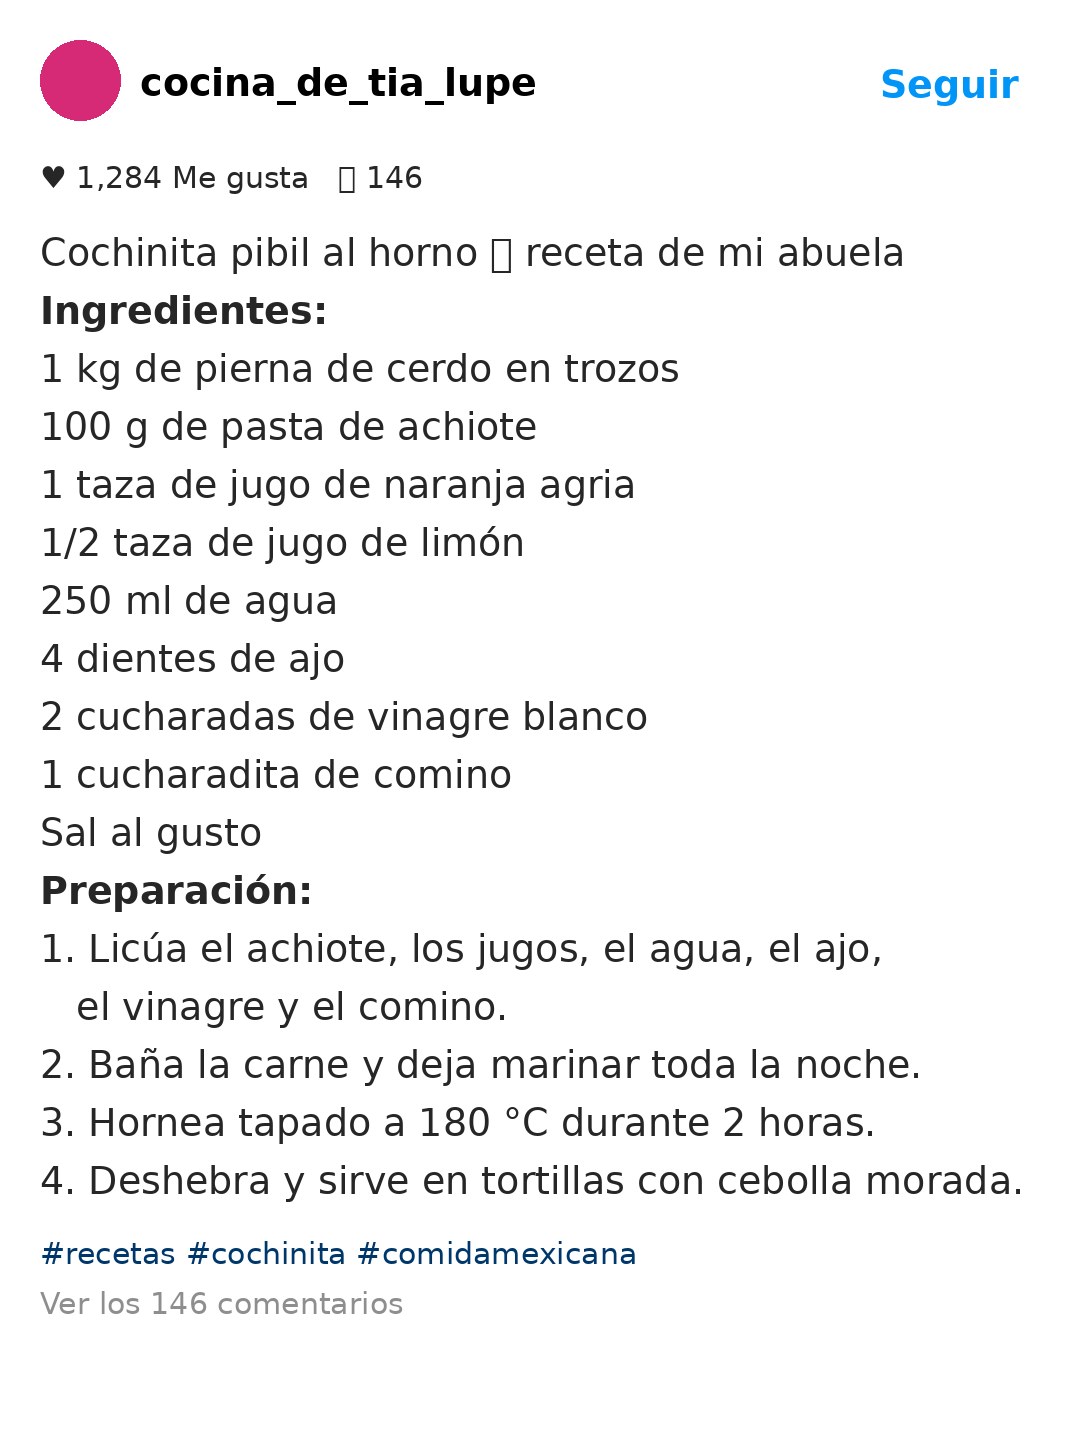 cocina_de_tia_lupe
Seguir
♥ 1,284 Me gusta 146
Cochinita pibil al horno receta de mi abuela
Ingredientes:
1 kg de pierna de cerdo en trozos
100 g de pasta de achiote
1 taza de jugo de naranja agria
1/2 taza de jugo de limón
250 ml de agua
4 dientes de ajo
2 cucharadas de vinagre blanco
1 cucharadita de comino
Sal al gusto
Preparación:
1. Licúa el achiote, los jugos, el agua, el ajo,
el vinagre y el comino.
2. Baña la carne y deja marinar toda la noche.
3. Hornea tapado a 180 °C durante 2 horas.
4. Deshebra y sirve en tortillas con cebolla morada.
#recetas #cochinita #comidamexicana
Ver los 146 comentarios